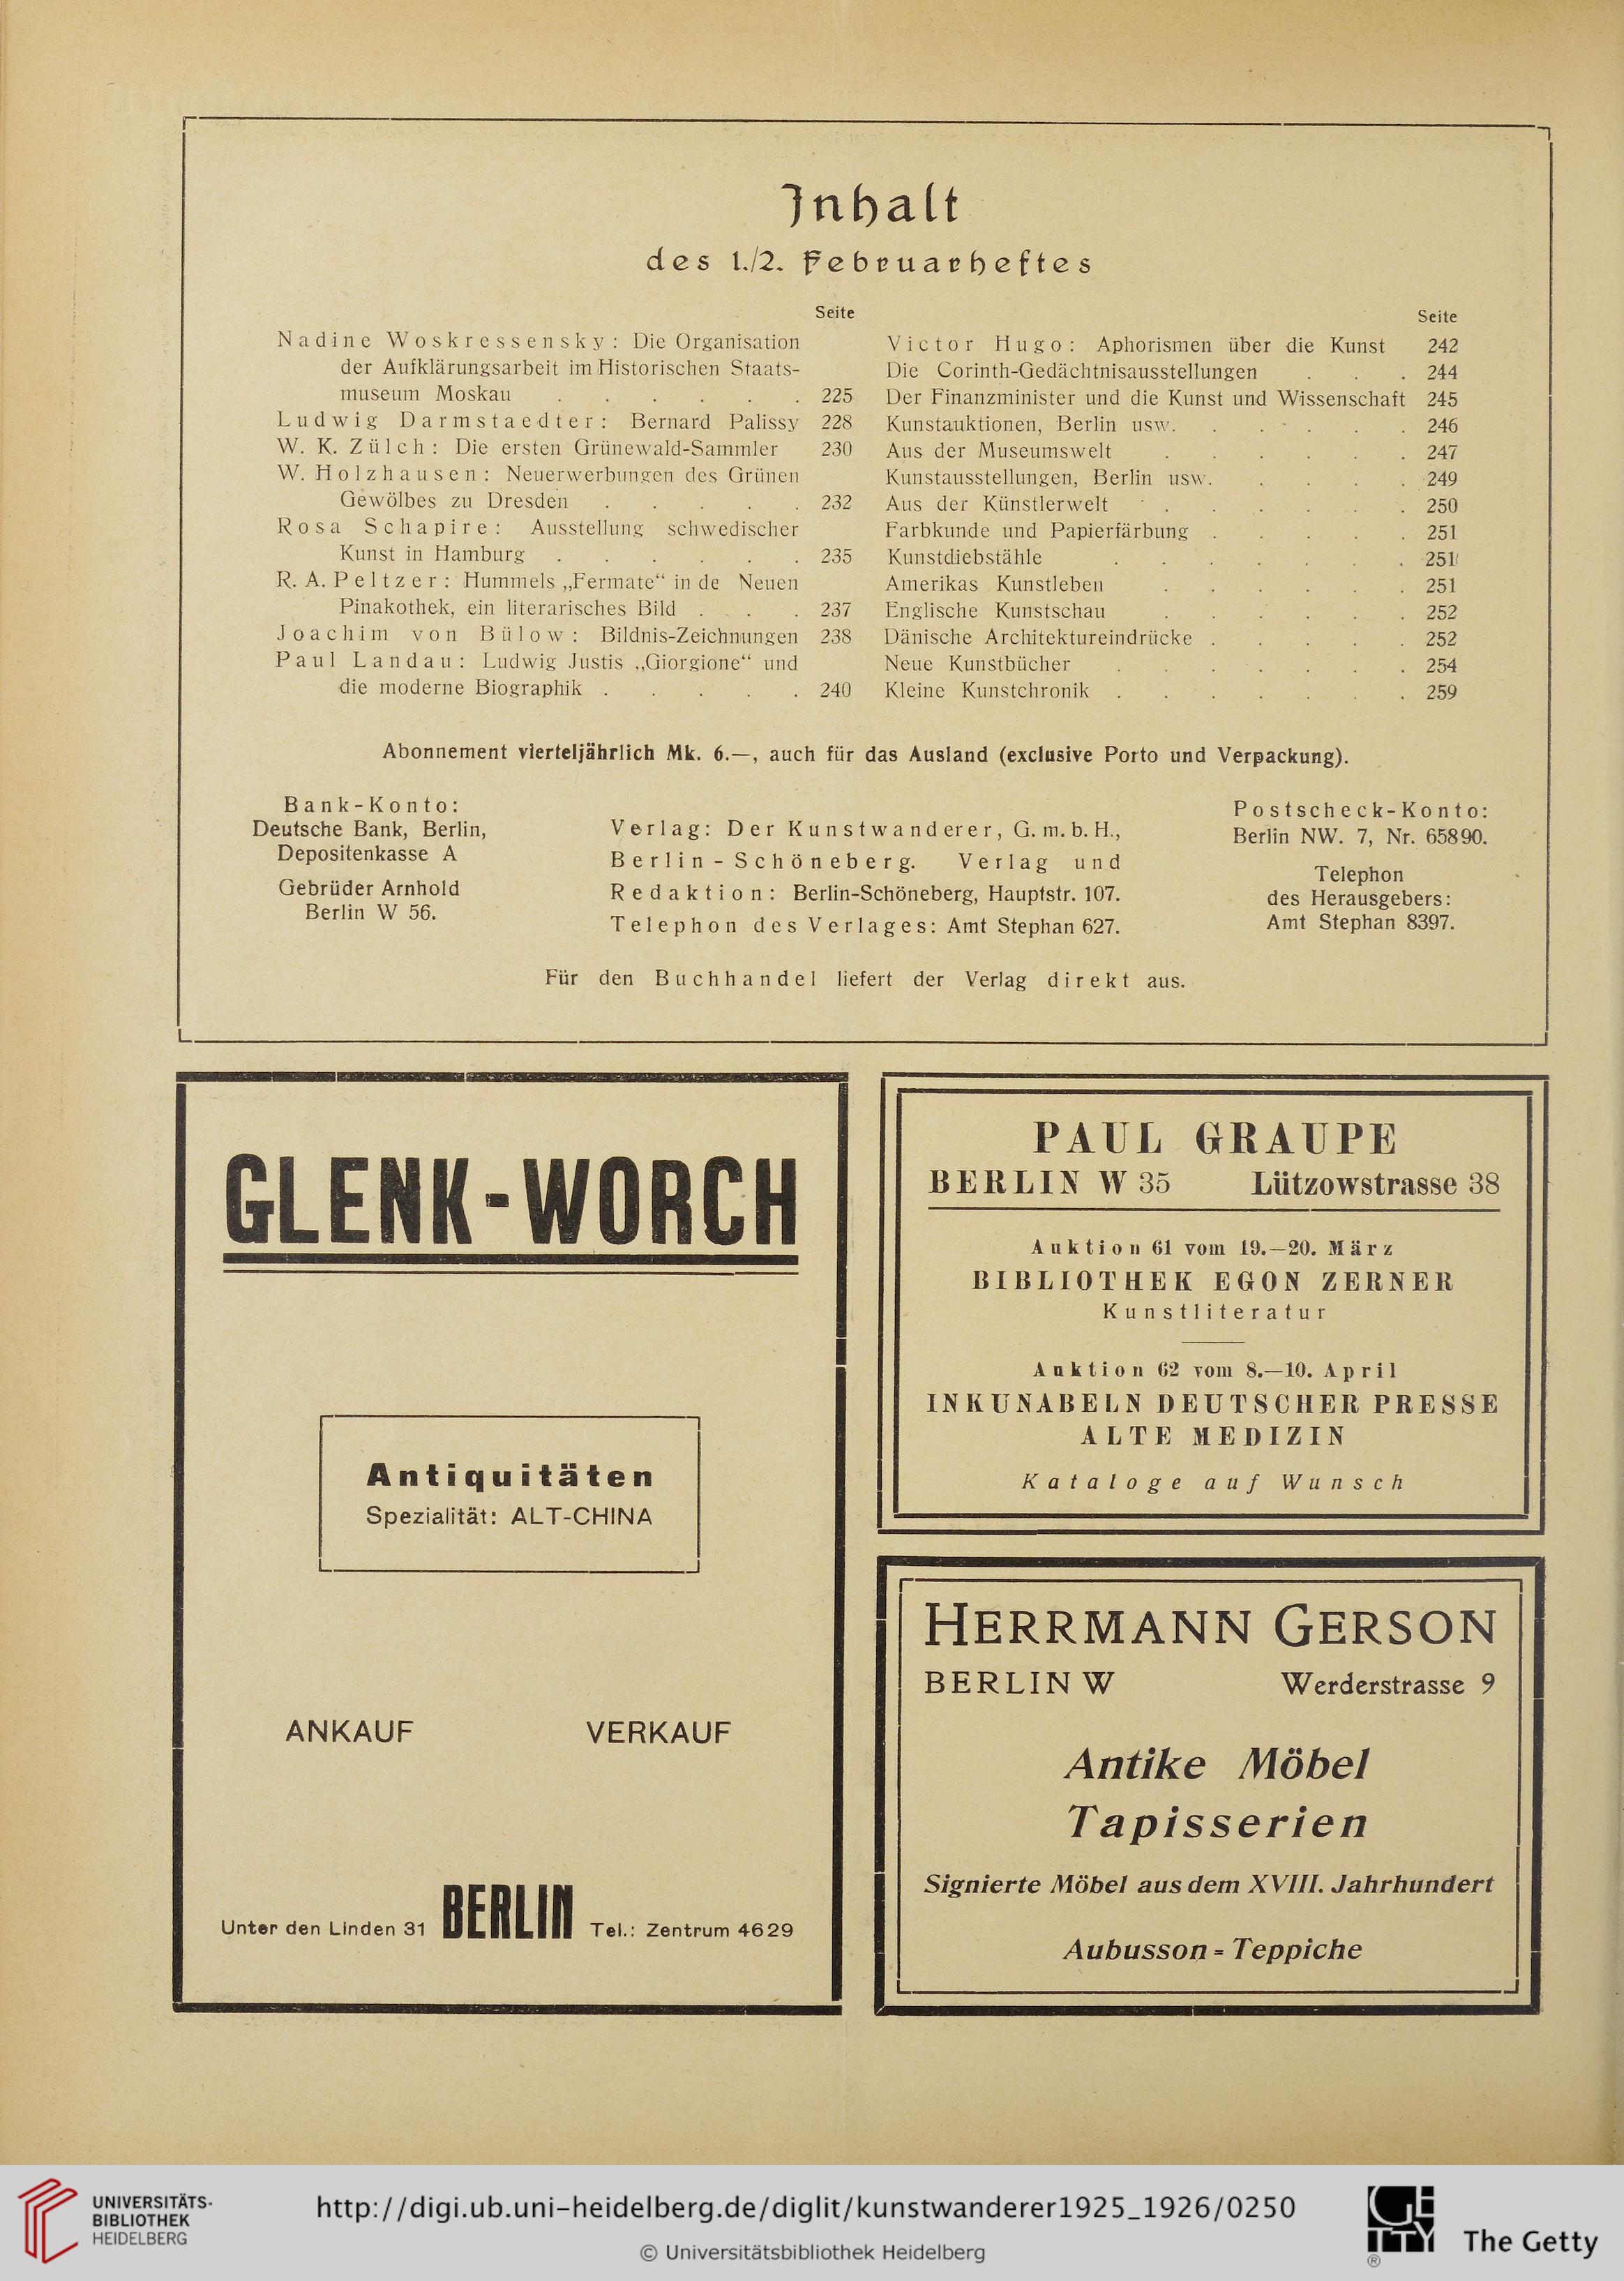 Inhalt
des 1./2. Februarheftes
Seite
Nadine Woskressensky: Die Organisation
der Aufklärungsarbeit im Historischen Staats-
museum Moskau . . . . . . 225
Ludwig Darmstaedter: Bernard Palissy 228
W. K. Zülch: Die ersten Grünewald-Sammler 230
W. Holzhausen: Neuerwerbungen des Grünen
Gewölbes zu Dresden . . . . . 232
Rosa Schapire: Ausstellung schwedischer
Kunst in Hamburg . . . . . . 235
R. A. Peltzer: Hummels „Fermate“ in de Neuen
Pinakothek, ein literarisches Bild . . . 237
Joachim von Bülow: Bildnis-Zeichnungen 238
Paul Landau: Ludwig Justis „Giorgione“ und
die moderne Biographik . . . . . 240
Seite
Victor Hugo: Aphorismen über die Kunst 242
Die Corinth-Gedächtnisausstellungen . . . 244
Der Finanzminister und die Kunst und Wissenschaft 245
Kunstauktionen, Berlin usw. . . . . . 246
Aus der Museumswelt . . . . . . 247
Kunstausstellungen, Berlin usw. . . . . 249
Aus der Künstlerwelt . . . . . . 250
Farbkunde und Papierfärbung . . . . . 251
Kunstdiebstähle . . . . . . . 251
Amerikas Kunstleben . . . . . . 251
Englische Kunstschau . . . . . . 252
Dänische Architektureindrücke . . . . . 252
Neue Kunstbücher . . . . . . . 254
Kleine Kunstchronik . . . . . . . 259
Abonnement vierteljährlich Mk. 6.—, auch für das Ausland (exclusive Porto und Verpackung).
Bank-Konto:
Deutsche Bank, Berlin,
Depositenkasse A
Gebrüder Arnhold
Berlin W 56.
Verlag: Der Kunstwanderer, G. m. b. H.,
Berlin-Schöneberg. Verlag und
Redaktion: Berlin-Schöneberg, Hauptstr. 107.
Telephon des Verlages: Amt Stephan 627.
Postscheck-Konto:
Berlin NW. 7, Nr. 65890.
Telephon
des Herausgebers:
Amt Stephan 8397.
Für den Buchhandel liefert der Verlag direkt aus.
GLENK-WORCH
Antiquitäten
Spezialität: ALT-CHINA
ANKAUF VERKAUF
Unter den Linden 31 BERLIN Tel.: Zentrum 4629
PAUL GRAUPE
BERLIN W 35 Lützowstrasse 38
Auktion 61 vom 19.—20. März
BIBLIOTHEK EGON ZERNER
Kunstliteratur
Auktion 62 vom 8.—10. April
INKUNABELN DEUTSCHER PRESSE
ALTE MEDIZIN
Kataloge auf Wunsch
HERRMANN GERSON
BERLIN W Werderstrasse 9
Antike Möbel
Tapisserien
Signierte Möbel aus dem XVIII. Jahrhundert
Aubusson-Teppiche
UNIVERSITÄTS-
BIBLIOTHEK
HEIDELBERG
http://digi.ub.uni-heidelberg.de/diglit/kunstwanderer1925_1926/0250
© Universitätsbibliothek Heidelberg
GETTY
®
The Getty